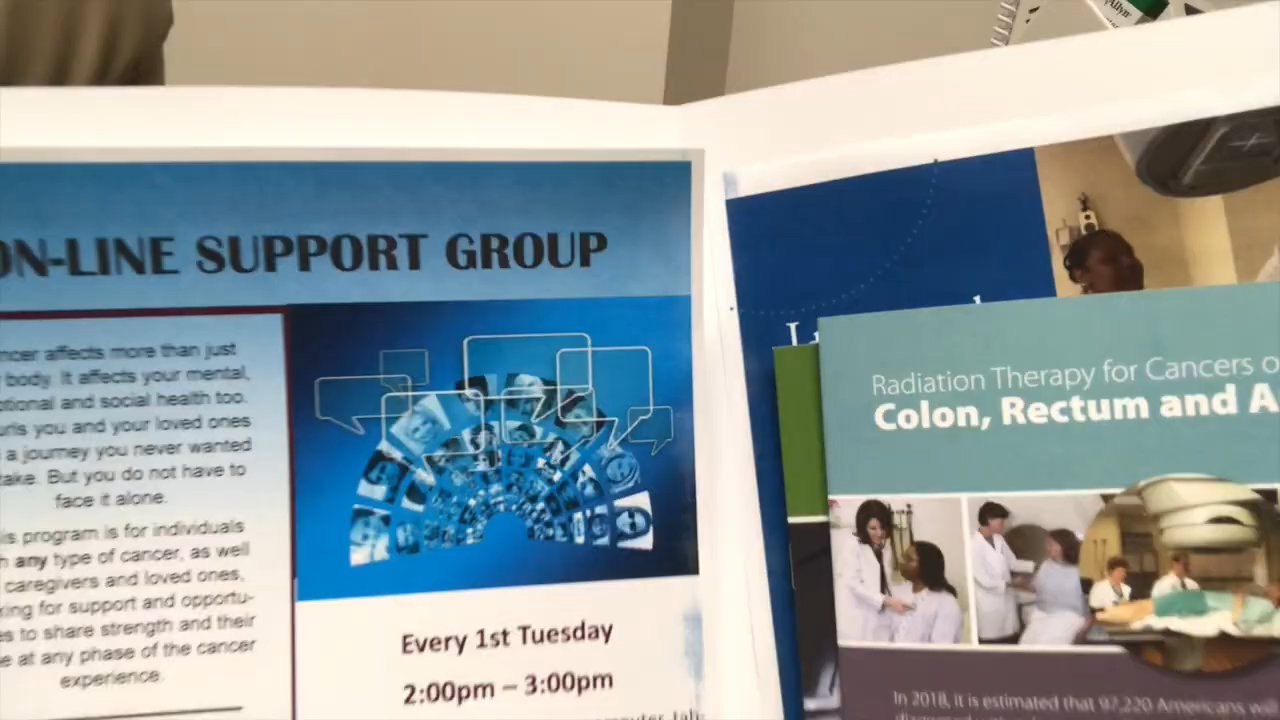 ON-LINE SUPPORT GROUP
ncer affects more than just
body. It affects your mental,
otional and social health too.
urls you and your loved ones
a journey you never wanted
take. But you do not have to
face it alone.
is program is for individuals
h any type of cancer, as well
caregivers and loved ones,
king for support and opportu-
es to share strength and their
e at any phase of the cancer
experience.
Every 1st Tuesday
2:00pm – 3:00pm
Radiation Therapy for Cancers o
Colon, Rectum and A
In 2018, it is estimated that 97,220 Americans will